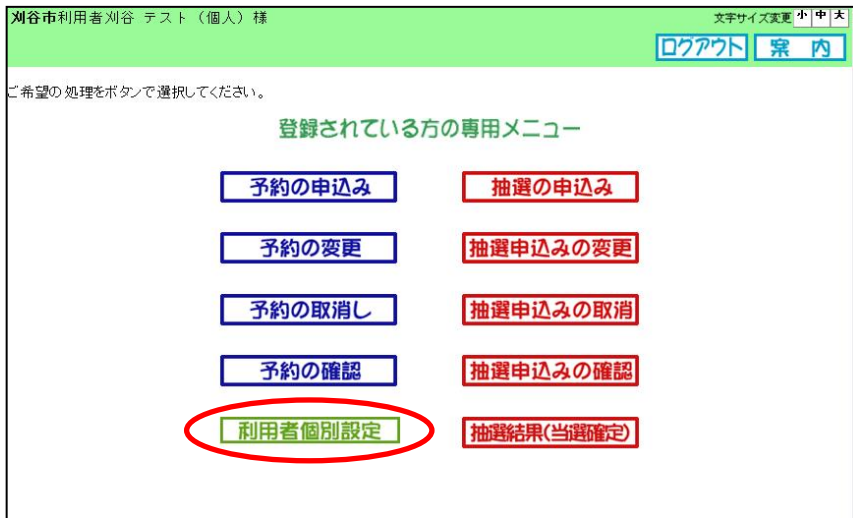 刈谷市利用者刈谷 テスト（個人）様
文字サイズ変更 小 中 大
ログアウト 案 内
ご希望の処理をボタンで選択してください。
登録されている方の専用メニュー
予約の申込み 抽選の申込み
予約の変更 抽選申込みの変更
予約の取消し 抽選申込みの取消
予約の確認 抽選申込みの確認
利用者個別設定 抽選結果(当選確定)